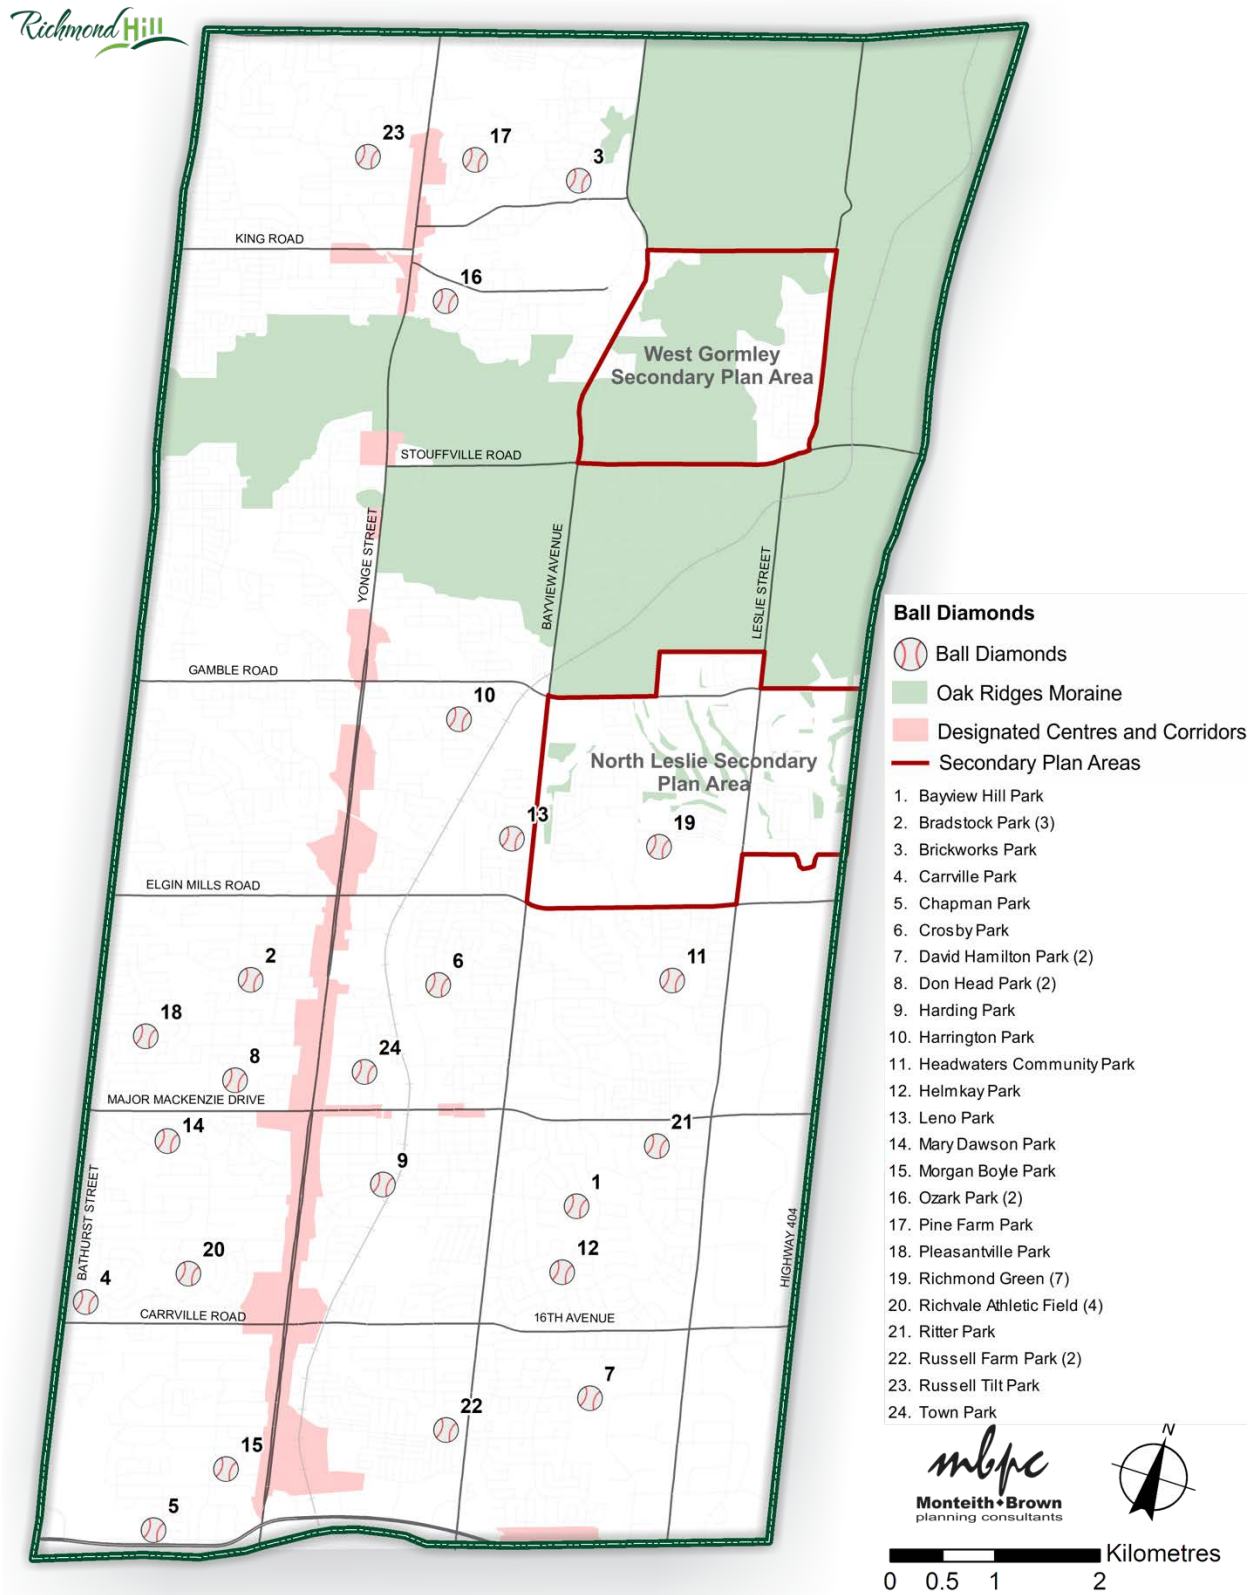 Richmond Hill
23
17
3
KING ROAD
16
West Gormley
Secondary Plan Area
STOUFFVILLE ROAD
YONGE STREET
BAYVIEW AVENUE
LESLIE STREET
GAMBLE ROAD
10
North Leslie Secondary
Plan Area
13
19
ELGIN MILLS ROAD
2
6
11
18
8
24
MAJOR MACKENZIE DRIVE
14
21
9
1
BATHURST STREET
20
12
HIGHWAY 404
4
CARRVILLE ROAD
16TH AVENUE
7
22
15
5
Ball Diamonds
Ball Diamonds
Oak Ridges Moraine
Designated Centres and Corridors
Secondary Plan Areas
1. Bayview Hill Park
2. Bradstock Park (3)
3. Brickworks Park
4. Carrville Park
5. Chapman Park
6. Crosby Park
7. David Hamilton Park (2)
8. Don Head Park (2)
9. Harding Park
10. Harrington Park
11. Headwaters Community Park
12. Helmkay Park
13. Leno Park
14. Mary Dawson Park
15. Morgan Boyle Park
16. Ozark Park (2)
17. Pine Farm Park
18. Pleasantville Park
19. Richmond Green (7)
20. Richvale Athletic Field (4)
21. Ritter Park
22. Russell Farm Park (2)
23. Russell Tilt Park
24. Town Park
mbpc
Monteith♦Brown
planning consultants
N
Kilometres
0 0.5 1 2